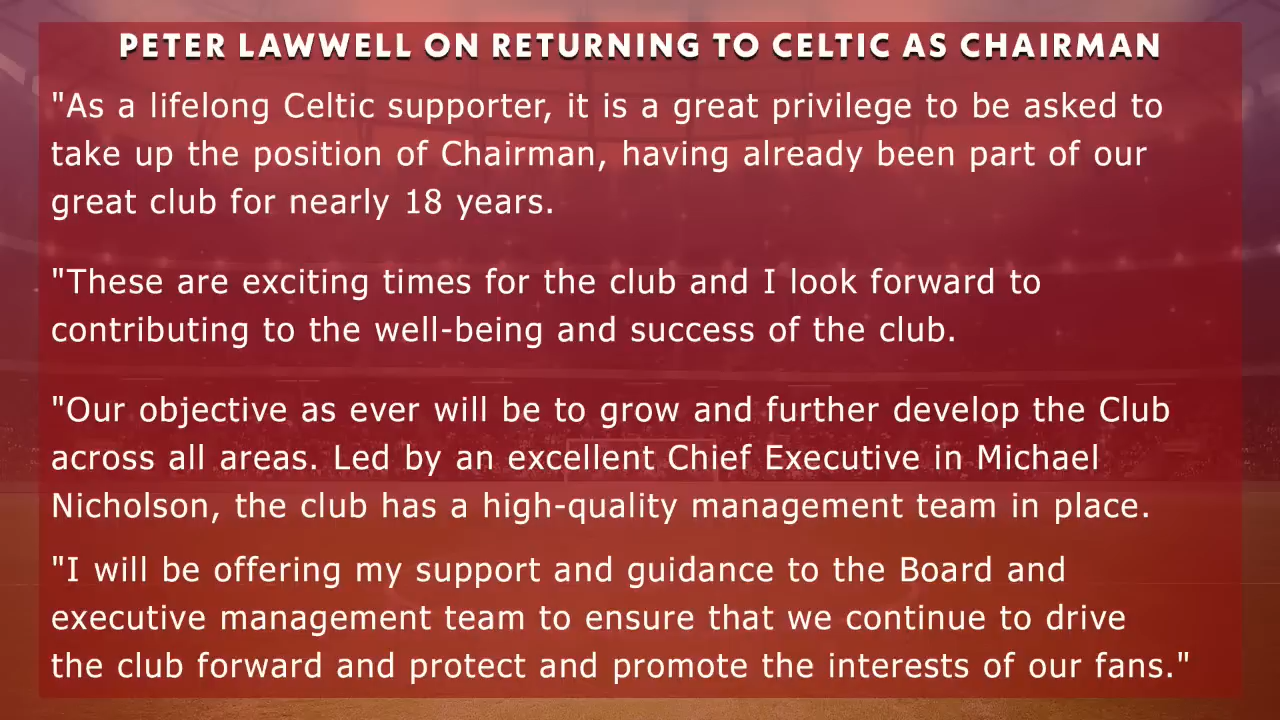 PETER LAWWELL ON RETURNING TO CELTIC AS CHAIRMAN
"As a lifelong Celtic supporter, it is a great privilege to be asked to
take up the position of Chairman, having already been part of our
great club for nearly 18 years.
"These are exciting times for the club and I look forward to
contributing to the well-being and success of the club.
"Our objective as ever will be to grow and further develop the Club
across all areas. Led by an excellent Chief Executive in Michael
Nicholson, the club has a high-quality management team in place.
"I will be offering my support and guidance to the Board and
executive management team to ensure that we continue to drive
the club forward and protect and promote the interests of our fans."